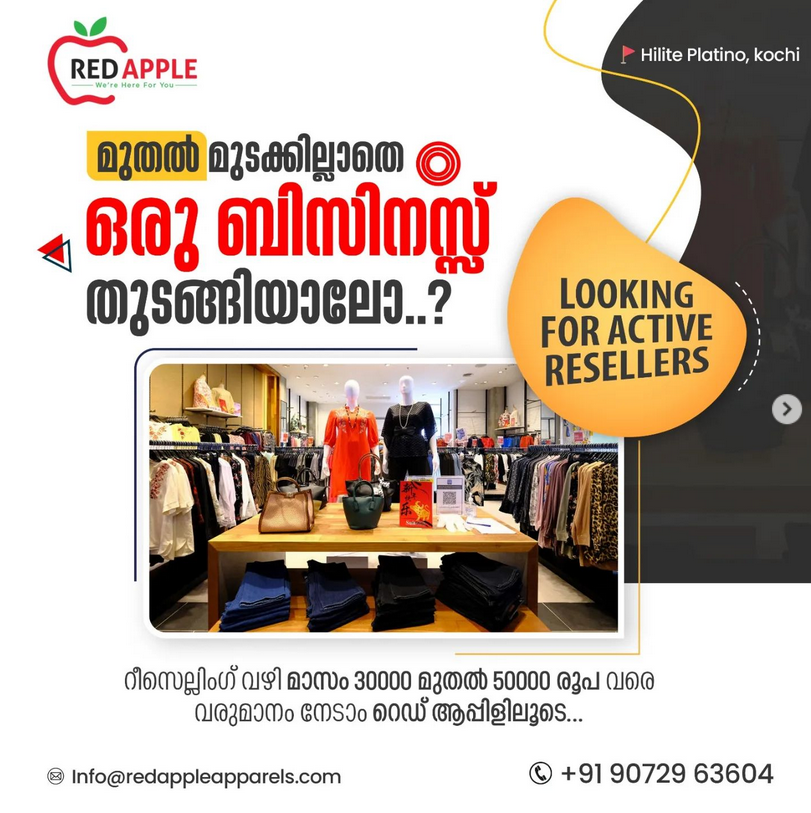 RED APPLE
We're Here For You
Hilite Platino, kochi
മുതൽ മുടക്കില്ലാതെ
ഒരു ബിസിനസ്സ്
തുടങ്ങിയാലോ..?
LOOKING
FOR ACTIVE
RESELLERS
റീസെല്ലിംഗ് വഴി മാസം 30000 മുതൽ 50000 രൂപ വരെ
വരുമാനം നേടാം റെഡ് ആപ്പിളിലൂടെ...
Info@redappleapparels.com
+91 90729 63604